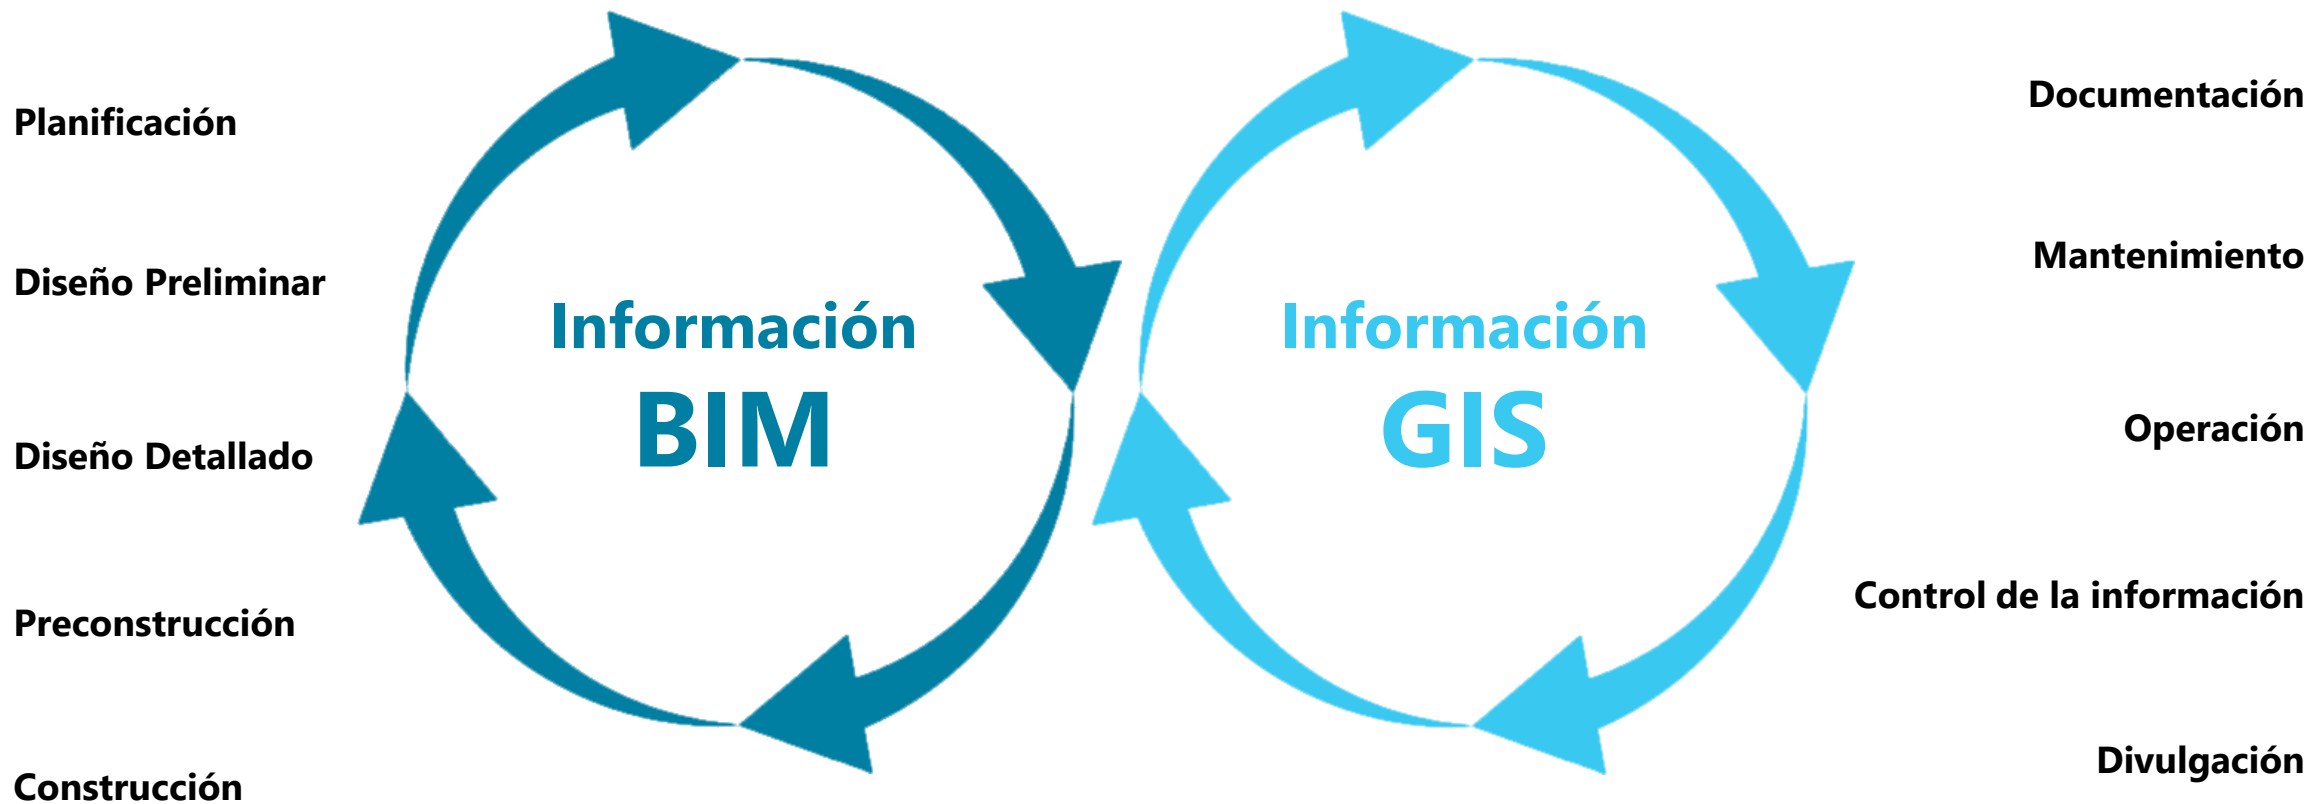 Planificación
Diseño Preliminar
Diseño Detallado
Preconstrucción
Construcción
Información
BIM
Información
GIS
Documentación
Mantenimiento
Operación
Control de la información
Divulgación